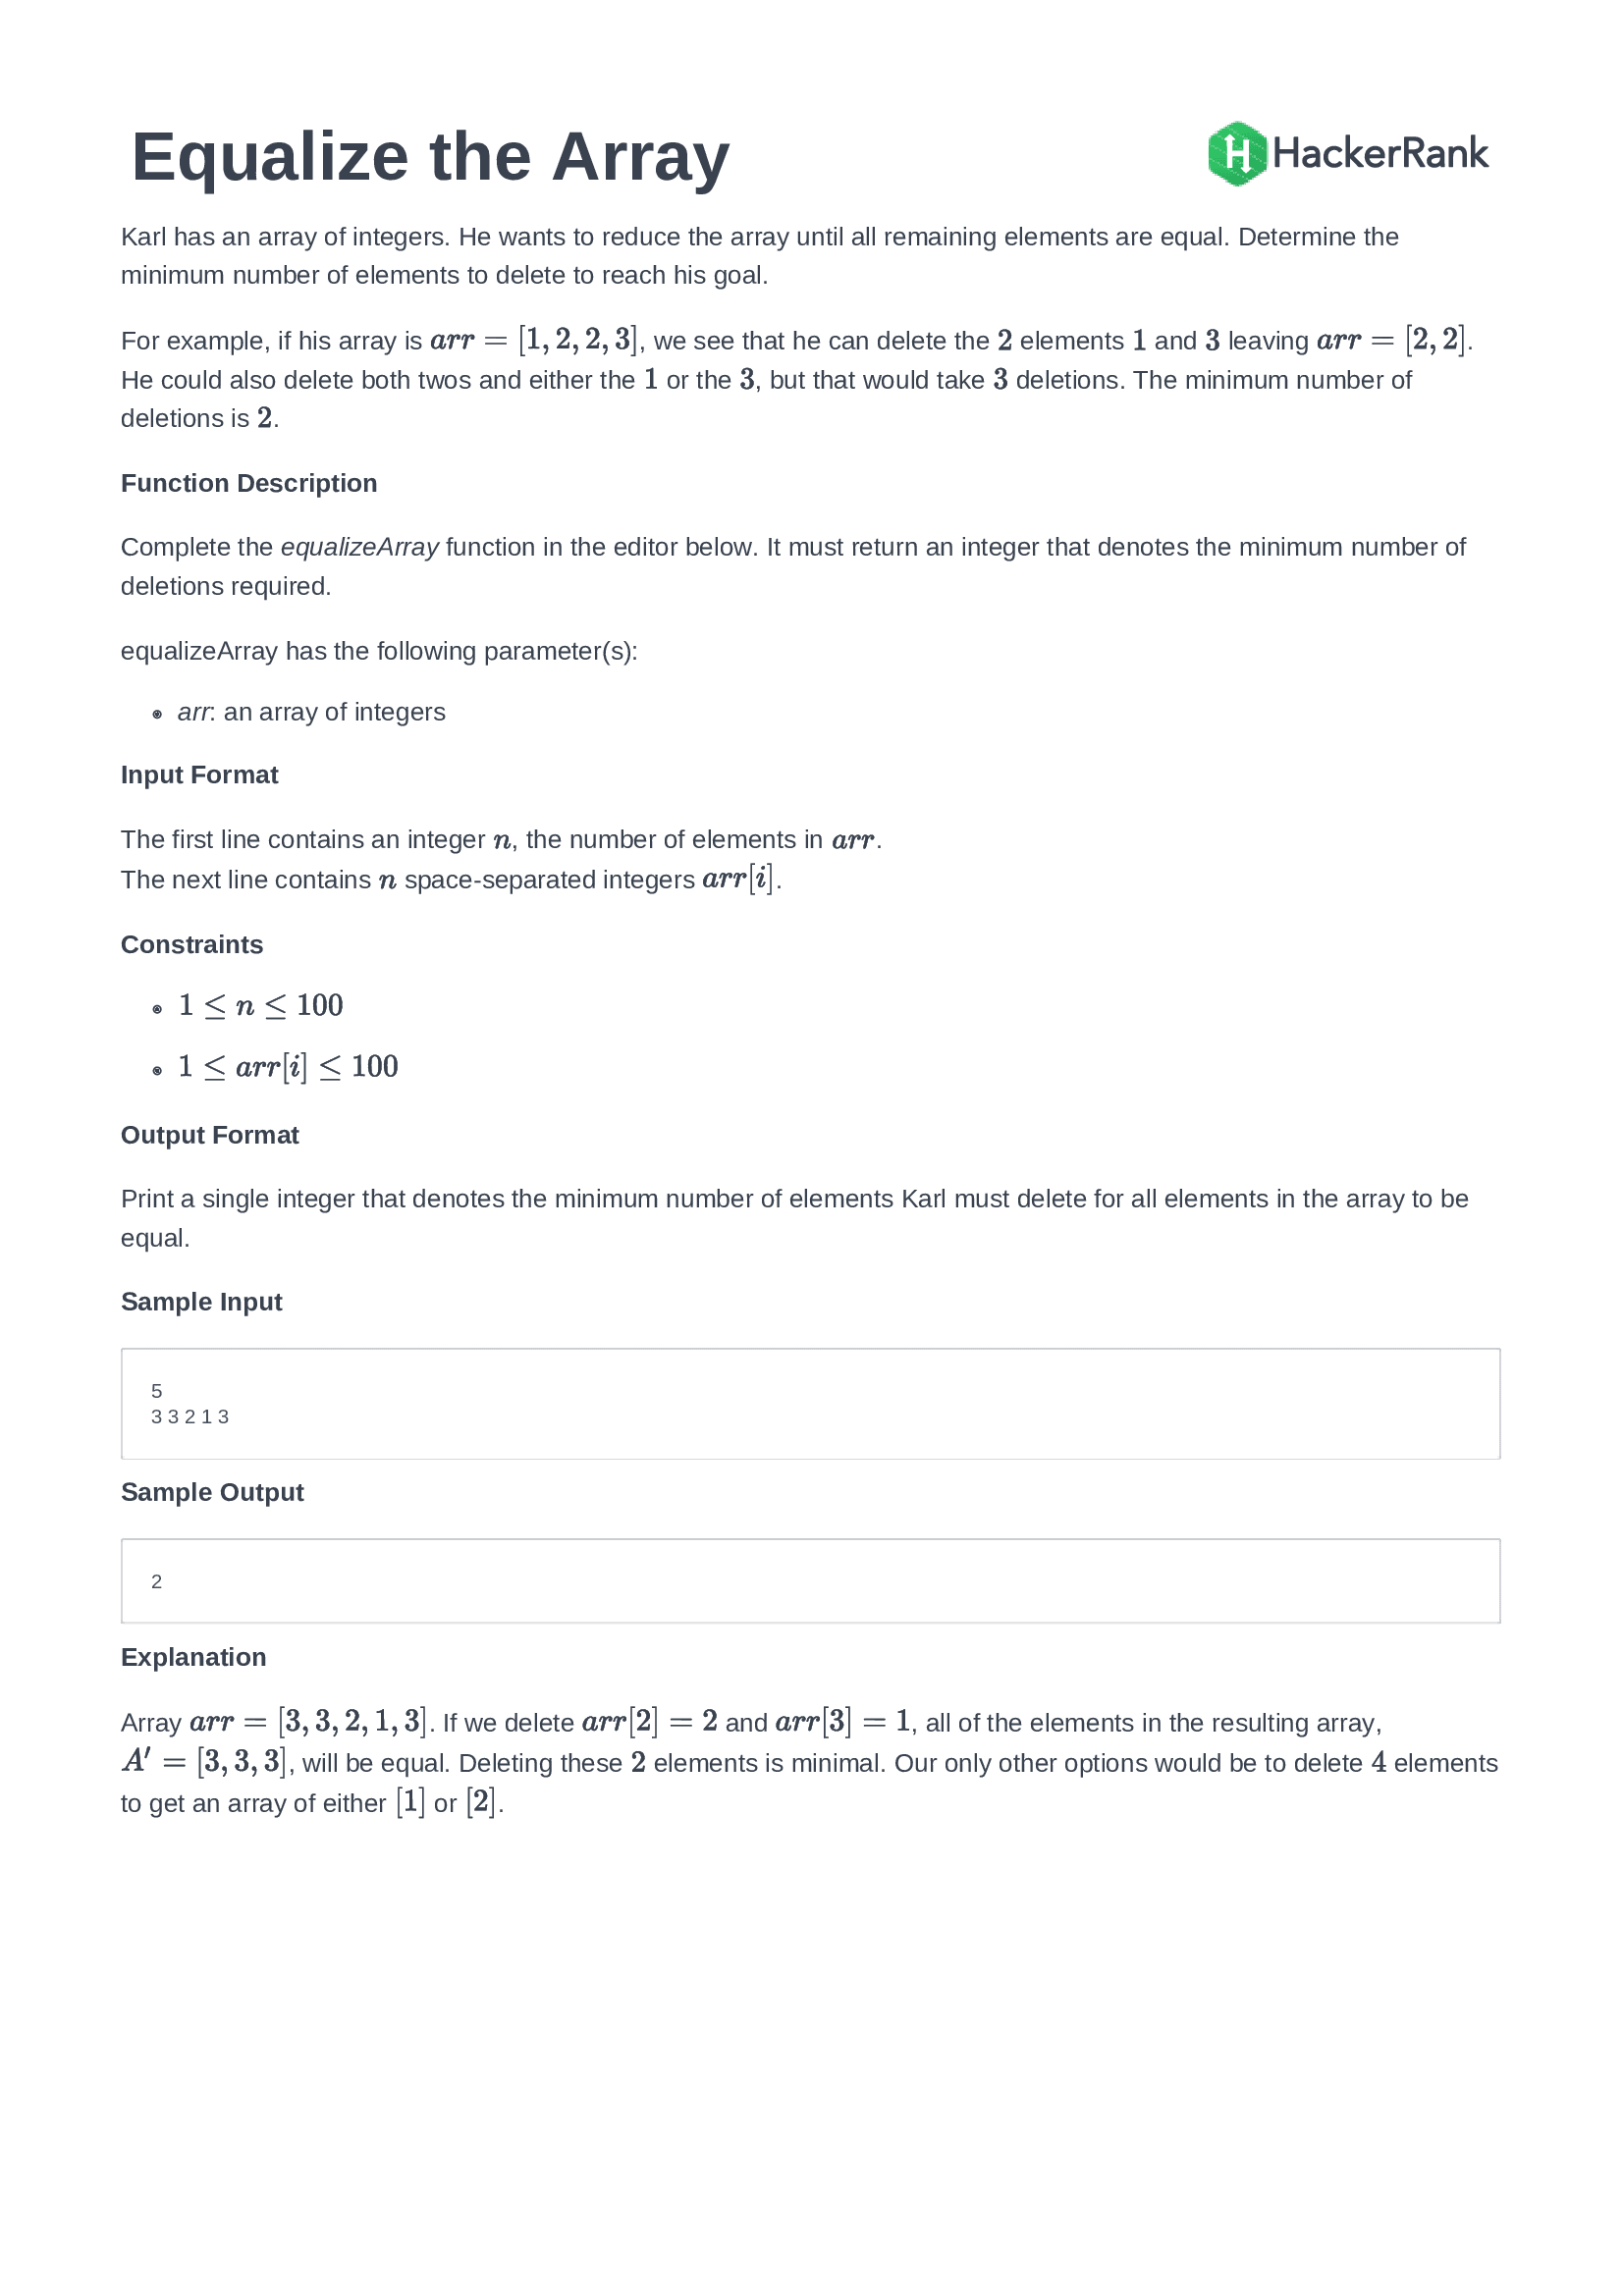 Equalize the Array
HackerRank
Karl has an array of integers. He wants to reduce the array until all remaining elements are equal. Determine the
minimum number of elements to delete to reach his goal.
For example, if his array is arr = [1, 2, 2, 3], we see that he can delete the 2 elements 1 and 3 leaving arr = [2, 2].
He could also delete both twos and either the 1 or the 3, but that would take 3 deletions. The minimum number of
deletions is 2.
Function Description
Complete the equalizeArray function in the editor below. It must return an integer that denotes the minimum number of
deletions required.
equalizeArray has the following parameter(s):
• arr: an array of integers
Input Format
The first line contains an integer n, the number of elements in arr.
The next line contains n space-separated integers arr[i].
Constraints
• 1 ≤ n ≤ 100
• 1 ≤ arr[i] ≤ 100
Output Format
Print a single integer that denotes the minimum number of elements Karl must delete for all elements in the array to be
equal.
Sample Input
5
3 3 2 1 3
Sample Output
2
Explanation
Array arr = [3, 3, 2, 1, 3]. If we delete arr[2] = 2 and arr[3] = 1, all of the elements in the resulting array,
A′ = [3, 3, 3], will be equal. Deleting these 2 elements is minimal. Our only other options would be to delete 4 elements
to get an array of either [1] or [2].